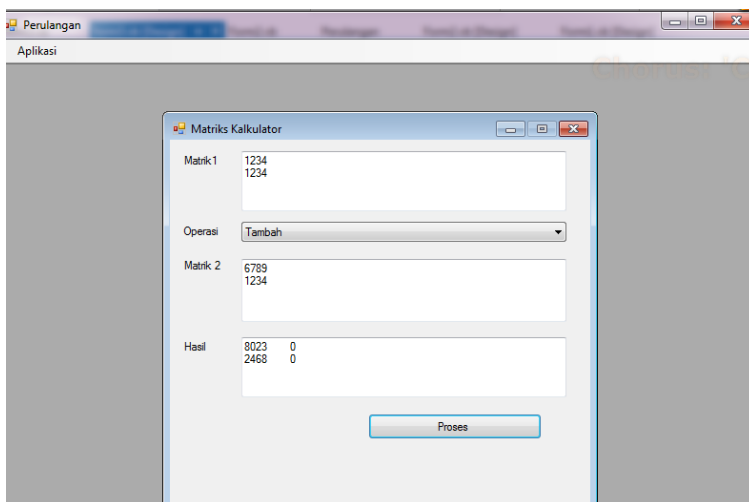 Perulangan
Aplikasi
Matriks Kalkulator
Matrik1
1234
1234
Operasi
Tambah
Matrik 2
6789
1234
Hasil
8023 0
2468 0
Proses